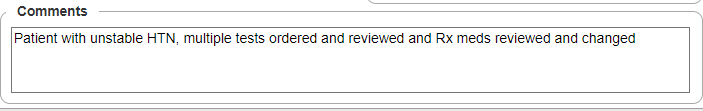 Comments
Patient with unstable HTN, multiple tests ordered and reviewed and Rx meds reviewed and changed